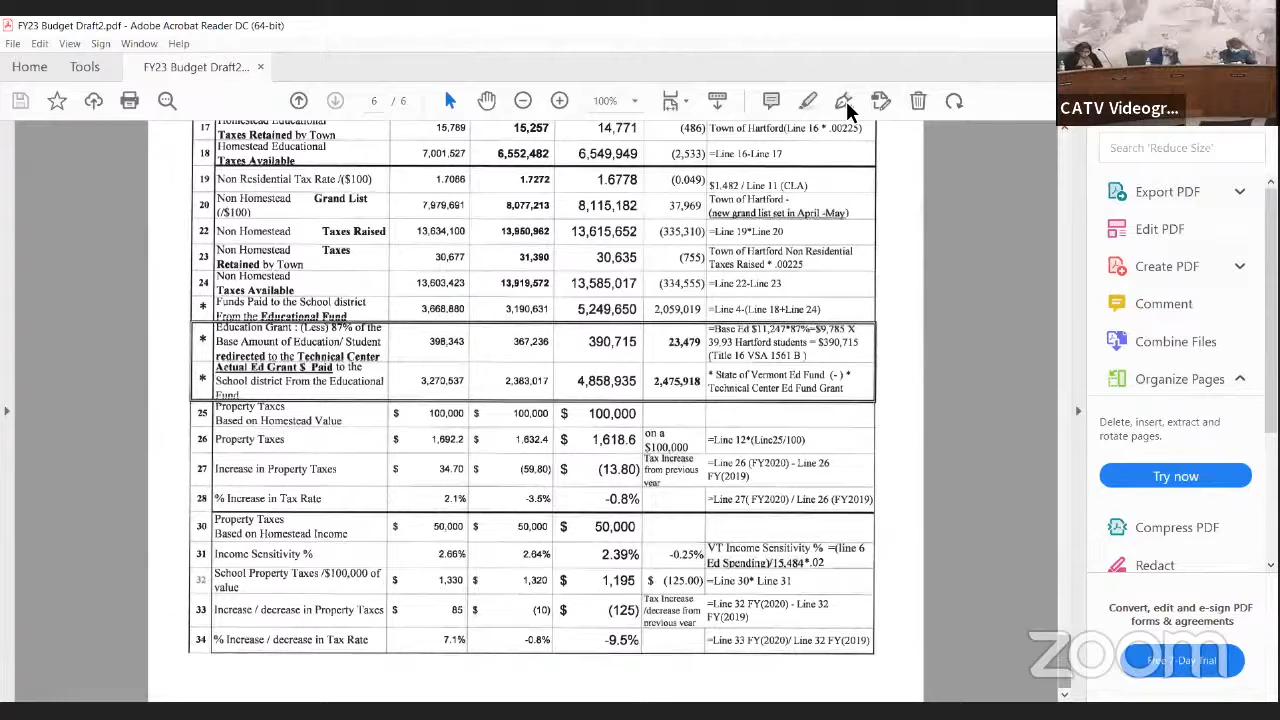 FY23 Budget Draft2.pdf - Adobe Acrobat Reader DC (64-bit)
File Edit View Sign Window Help
Home Tools FY23 Budget Draft2... ×
6 / 6 100%
CATV Videogr...
Search 'Reduce Size'
Export PDF
Edit PDF
Create PDF
Comment
Combine Files
Organize Pages
Delete, insert, extract and
rotate pages.
Try now
Compress PDF
Redact
Convert, edit and e-sign PDF
forms & agreements
Free 7-Day Trial
zoom
17 Homestead Educational
Taxes Retained by Town 15,789 15,257 14,771 (486) Town of Hartford(Line 16 * .00225)
18 Homestead Educational
Taxes Available 7,001,527 6,552,482 6,549,949 (2,533) =Line 16-Line 17
19 Non Residential Tax Rate /($100) 1.7086 1.7272 1.6778 (0.049) $1.482 / Line 11 (CLA)
20 Non Homestead Grand List
(/$100) 7,979,691 8,077,213 8,115,182 37,969 Town of Hartford -
(new grand list set in April -May)
22 Non Homestead Taxes Raised 13,634,100 13,950,962 13,615,652 (335,310) =Line 19*Line 20
23 Non Homestead Taxes
Retained by Town 30,677 31,390 30,635 (755) Town of Hartford Non Residential
Taxes Raised * .00225
24 Non Homestead
Taxes Available 13,603,423 13,919,572 13,585,017 (334,555) =Line 22-Line 23
* Funds Paid to the School district
From the Educational Fund 3,668,880 3,190,631 5,249,650 2,059,019 =Line 4-(Line 18+Line 24)
* Education Grant : (Less) 87% of the
Base Amount of Education/ Student
redirected to the Technical Center 398,343 367,236 390,715 23,479 =Base Ed $11,247*87%=$9,785 X
39.93 Hartford students = $390,715
(Title 16 VSA 1561 B )
* Actual Ed Grant $ Paid to the
School district From the Educational
Fund 3,270,537 2,383,017 4,858,935 2,475,918 * State of Vermont Ed Fund (-) *
Technical Center Ed Fund Grant
25 Property Taxes
Based on Homestead Value $ 100,000 $ 100,000 $ 100,000
26 Property Taxes $ 1,692.2 $ 1,632.4 $ 1,618.6 on a
$100,000 =Line 12*(Line25/100)
27 Increase in Property Taxes $ 34.70 $ (59.80) $ (13.80) Tax Increase
from previous
year =Line 26 (FY2020) - Line 26
FY(2019)
28 % Increase in Tax Rate 2.1% -3.5% -0.8% =Line 27( FY2020) / Line 26 (FY2019)
30 Property Taxes
Based on Homestead Income $ 50,000 $ 50,000 $ 50,000
31 Income Sensitivity % 2.66% 2.64% 2.39% -0.25% VT Income Sensitivity % =(line 6
Ed Spending)/15,484*.02
32 School Property Taxes /$100,000 of
value $ 1,330 $ 1,320 $ 1,195 $ (125.00) =Line 30* Line 31
33 Increase / decrease in Property Taxes $ 85 $ (10) $ (125) Tax Increase
/decrease from
previous year =Line 32 FY(2020) - Line 32
FY(2019)
34 % Increase / decrease in Tax Rate 7.1% -0.8% -9.5% =Line 33 FY(2020)/ Line 32 FY(2019)